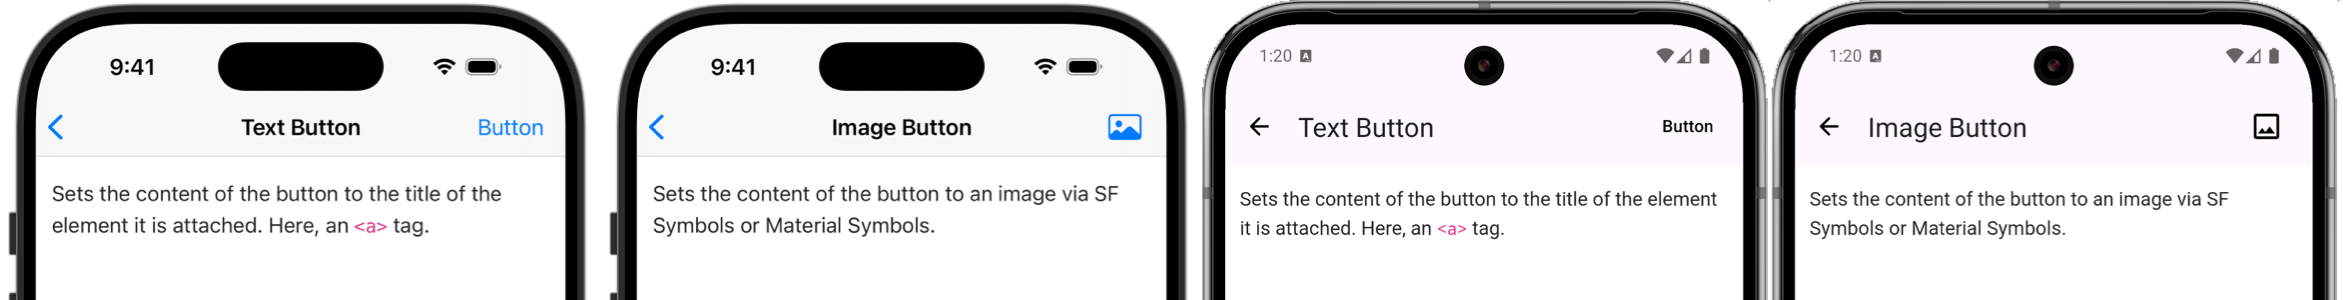 9:41
Text Button
Button
Sets the content of the button to the title of the
element it is attached. Here, an <a> tag.
9:41
Image Button
Sets the content of the button to an image via SF
Symbols or Material Symbols.
1:20 A
Text Button
Button
Sets the content of the button to the title of the element
it is attached. Here, an <a> tag.
1:20 A
Image Button
Sets the content of the button to an image via SF
Symbols or Material Symbols.